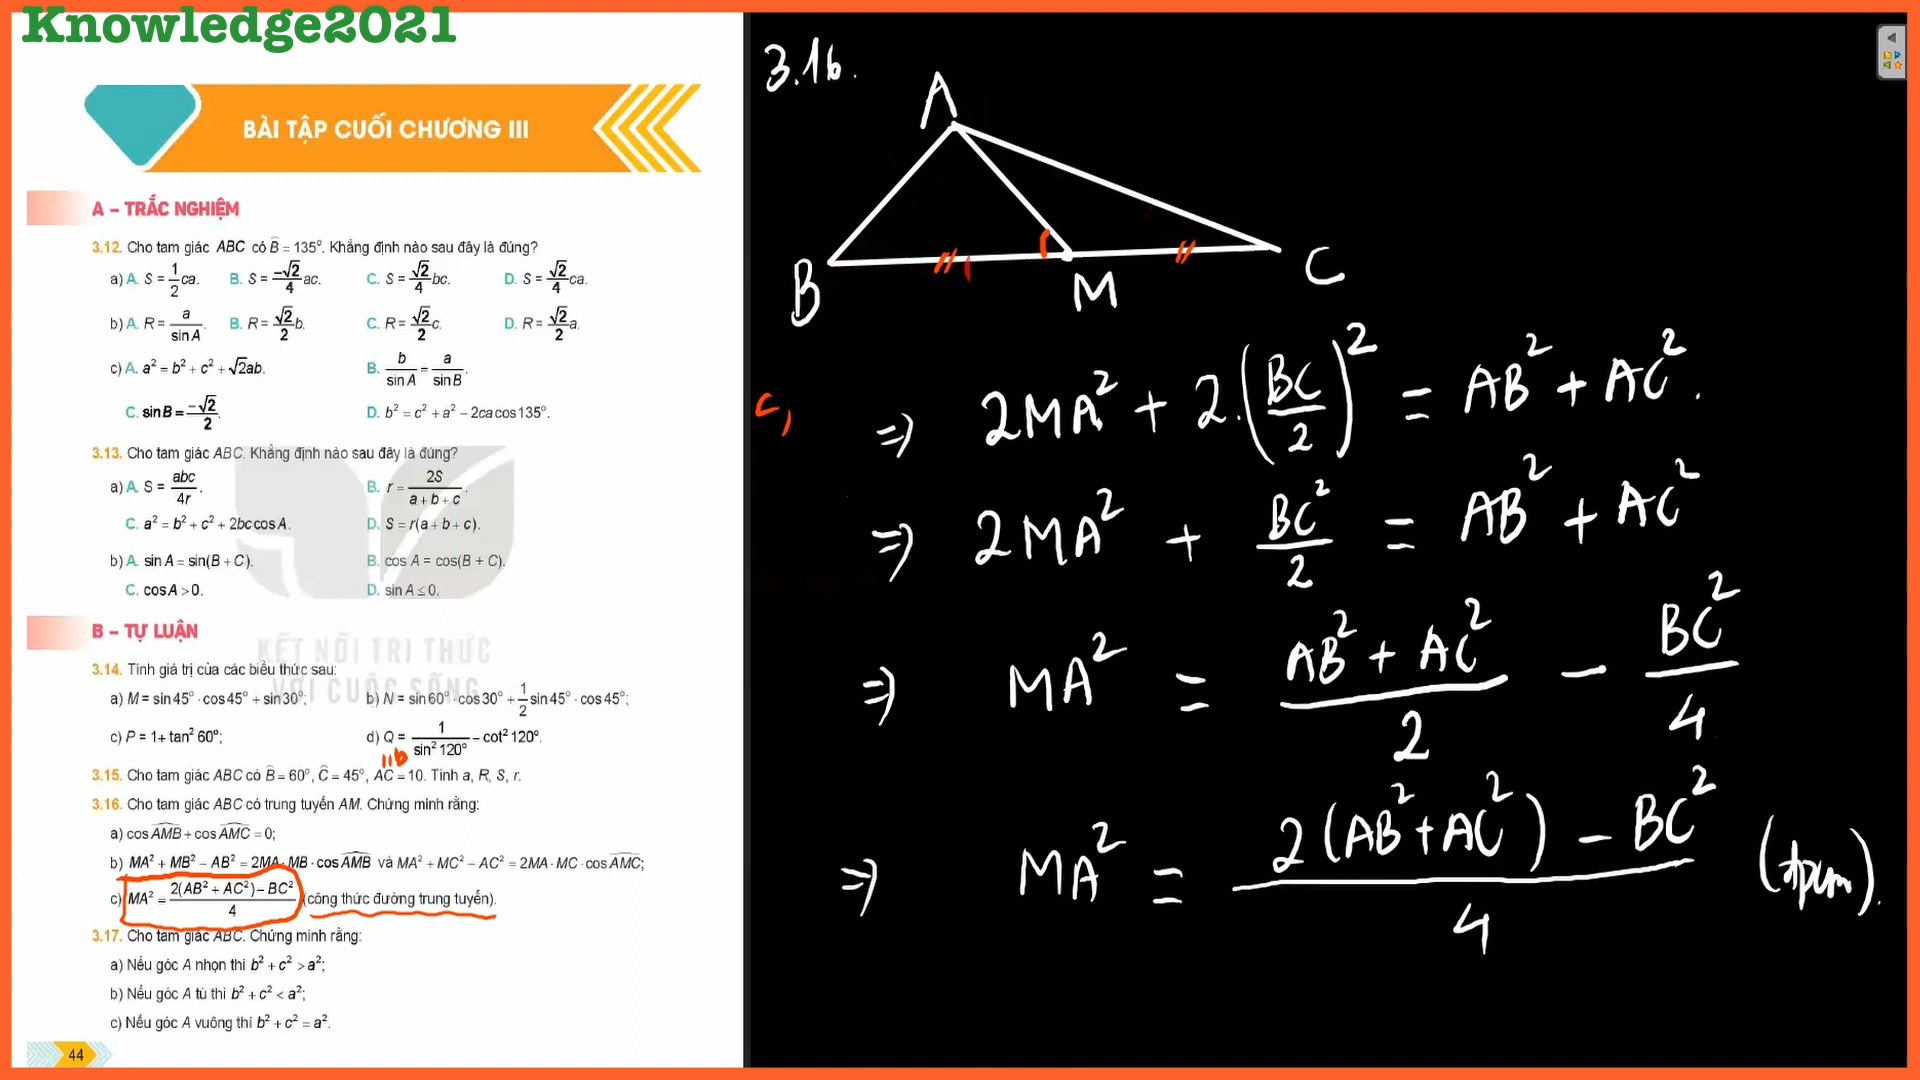 Knowledge2021
BÀI TẬP CUỐI CHƯƠNG III
A – TRẮC NGHIỆM
3.12. Cho tam giác ABC có B̂ = 135°. Khẳng định nào sau đây là đúng?
a) A. S = 1/2 ca. B. S = -√2/4 ac. C. S = √2/4 bc. D. S = √2/4 ca.
b) A. R = a/sin A. B. R = √2/2 b. C. R = √2/2 c. D. R = √2/2 a.
c) A. a² = b² + c² + √2ab. B. b/sin A = a/sin B.
C. sin B = -√2/2. D. b² = c² + a² – 2ca cos 135°.
3.13. Cho tam giác ABC. Khẳng định nào sau đây là đúng?
a) A. S = abc/4r. B. r = 2S/(a + b + c).
C. a² = b² + c² + 2bc cos A. D. S = r(a + b + c).
b) A. sin A = sin(B + C). B. cos A = cos(B + C).
C. cos A > 0. D. sin A ≤ 0.
B – TỰ LUẬN
KẾT NỐI TRI THỨC
VỚI CUỘC SỐNG
3.14. Tính giá trị của các biểu thức sau:
a) M = sin 45° · cos 45° + sin 30°; b) N = sin 60° · cos 30° + 1/2 sin 45° · cos 45°;
c) P = 1 + tan² 60°; d) Q = 1/sin² 120° – cot² 120°.
11b
3.15. Cho tam giác ABC có B̂ = 60°, Ĉ = 45°, AC = 10. Tính a, R, S, r.
3.16. Cho tam giác ABC có trung tuyến AM. Chứng minh rằng:
a) cos AMB + cos AMC = 0;
b) MA² + MB² – AB² = 2MA · MB · cos AMB và MA² + MC² – AC² = 2MA · MC · cos AMC;
c) MA² = (2(AB² + AC²) – BC²)/4 (công thức đường trung tuyến).
3.17. Cho tam giác ABC. Chứng minh rằng:
a) Nếu góc A nhọn thì b² + c² > a²;
b) Nếu góc A tù thì b² + c² < a²;
c) Nếu góc A vuông thì b² + c² = a².
44
3.16.
A
B
M
C
c, ⇒ 2MA² + 2.(BC/2)² = AB² + AC².
⇒ 2MA² + BC²/2 = AB² + AC²
⇒ MA² = (AB² + AC²)/2 – BC²/4
⇒ MA² = (2(AB² + AC²) – BC²)/4 (đpcm).